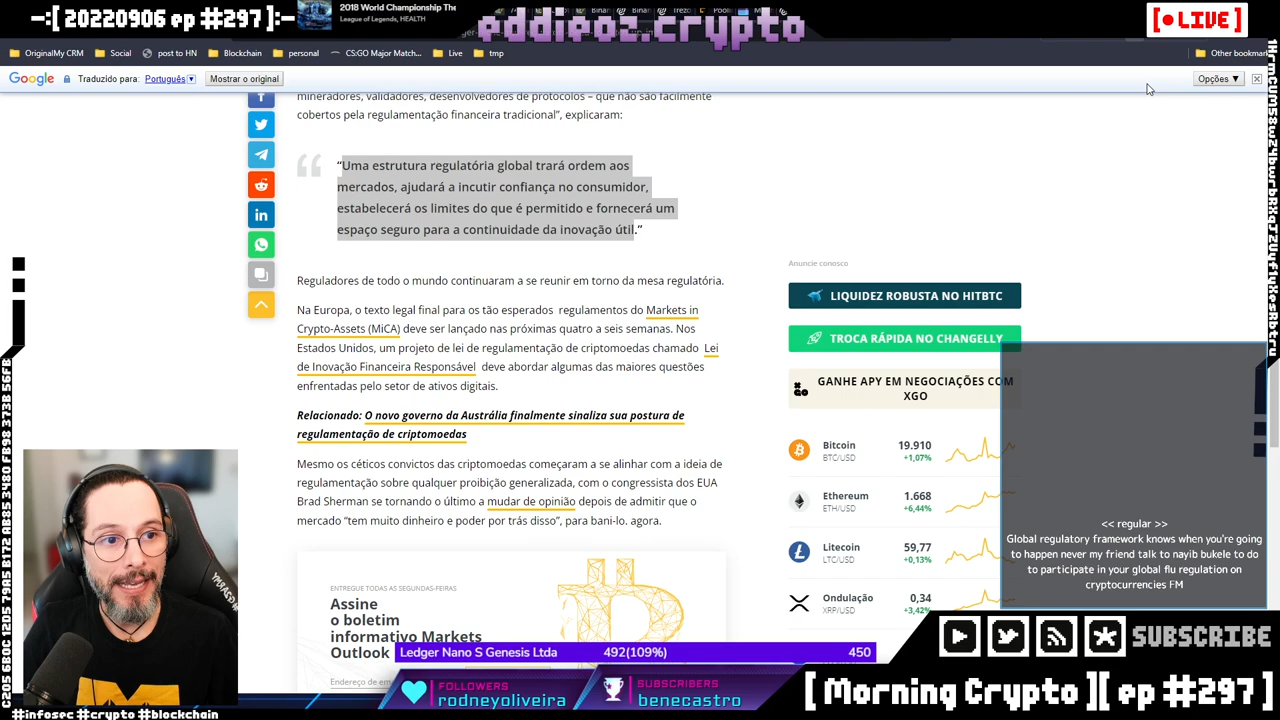 -:[ 20220906 ep #297]:-
2018 World Championship The
League of Legends, HEALTH
eddieoz.crypto
[●LIVE]
OriginalMy CRM
Social
post to HN
Blockchain
personal
CS:GO Major Match...
Live
tmp
Other bookmar
Google
Traduzido para: Português
Mostrar o original
Opções ▼
mineradores, validadores, desenvolvedores de protocolos – que não são facilmente
cobertos pela regulamentação financeira tradicional”, explicaram:
“Uma estrutura regulatória global trará ordem aos
mercados, ajudará a incutir confiança no consumidor,
estabelecerá os limites do que é permitido e fornecerá um
espaço seguro para a continuidade da inovação útil.”
Reguladores de todo o mundo continuaram a se reunir em torno da mesa regulatória.
Na Europa, o texto legal final para os tão esperados regulamentos do Markets in
Crypto-Assets (MiCA) deve ser lançado nas próximas quatro a seis semanas. Nos
Estados Unidos, um projeto de lei de regulamentação de criptomoedas chamado Lei
de Inovação Financeira Responsável deve abordar algumas das maiores questões
enfrentadas pelo setor de ativos digitais.
Relacionado: O novo governo da Austrália finalmente sinaliza sua postura de
regulamentação de criptomoedas
Mesmo os céticos convictos das criptomoedas começaram a se alinhar com a ideia de
regulamentação sobre qualquer proibição generalizada, com o congressista dos EUA
Brad Sherman se tornando o último a mudar de opinião depois de admitir que o
mercado “tem muito dinheiro e poder por trás disso”, para bani-lo. agora.
ENTREGUE TODAS AS SEGUNDAS-FEIRAS
Assine
o boletim
informativo Markets
Outlook
Endereço de em
Anuncie conosco
LIQUIDEZ ROBUSTA NO HITBTC
TROCA RÁPIDA NO CHANGELLY
GANHE APY EM NEGOCIAÇÕES COM
XGO
Bitcoin 19.910
BTC/USD +1,07%
Ethereum 1.668
ETH/USD +6,44%
Litecoin 59,77
LTC/USD +0,13%
Ondulação 0,34
XRP/USD +3,42%
<< regular >>
Global regulatory framework knows when you're going
to happen never my friend talk to nayib bukele to do
to participate in your global flu regulation on
cryptocurrencies FM
Ledger Nano S Genesis Ltda 492(109%) 450
FOLLOWERS
rodneyoliveira
SUBSCRIBERS
benecastro
SUBSCRIBE
[ Morning Crypto ][ ep #297 ]
#infosec #crypto #blockchain